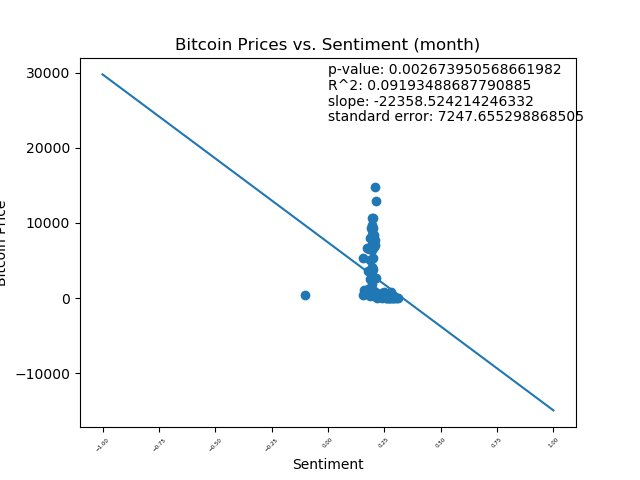 Bitcoin Prices vs. Sentiment (month)
p-value: 0.002673950568661982
R^2: 0.09193488687790885
slope: -22358.524214246332
standard error: 7247.655298868505
30000
20000
10000
0
−10000
Bitcoin Price
−1.00
−0.75
−0.50
−0.25
0.00
0.25
0.50
0.75
1.00
Sentiment